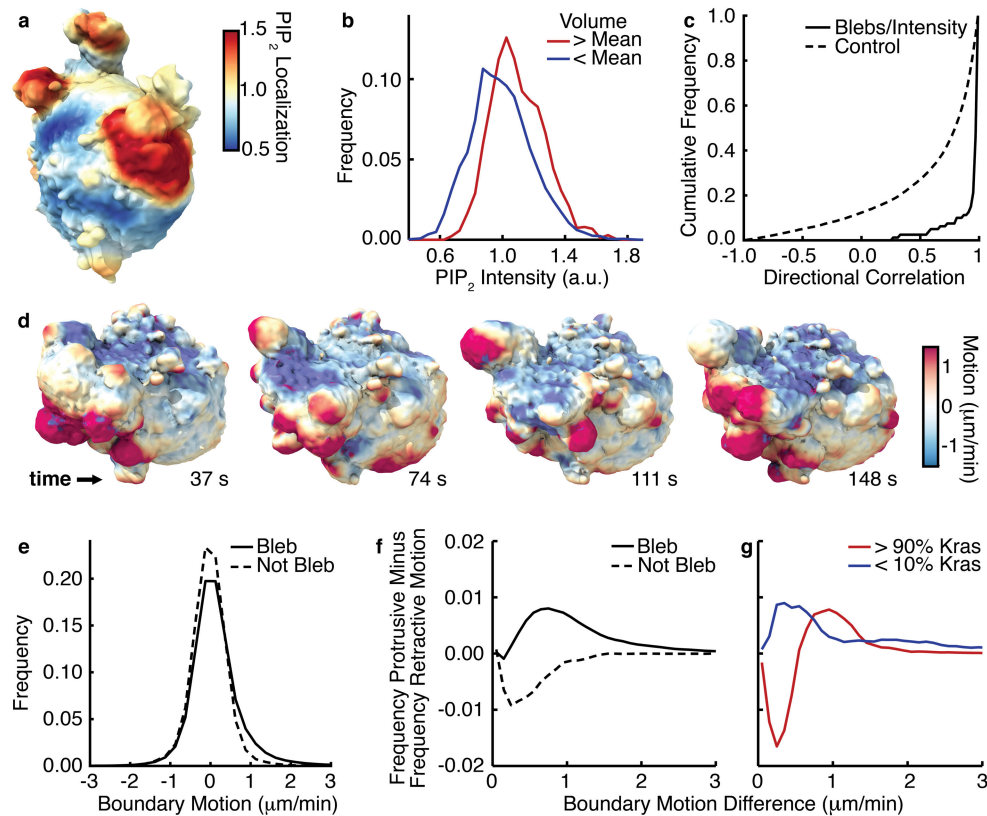 a
1.5
1.0
0.5
PIP2 Localization
b
Volume
> Mean
< Mean
0.10
0.05
0.00
Frequency
0.6 1.0 1.4 1.8
PIP2 Intensity (a.u.)
c
Blebs/Intensity
Control
1.0
0.8
0.6
0.4
0.2
0.0
Cumulative Frequency
-1.0 -0.5 0.0 0.5 1
Directional Correlation
d
time
37 s
74 s
111 s
148 s
1
0
-1
Motion (μm/min)
e
Bleb
Not Bleb
0.20
0.15
0.10
0.05
0.00
Frequency
-3 -2 -1 0 1 2 3
Boundary Motion (μm/min)
f
Bleb
Not Bleb
0.02
0.01
0.00
-0.01
-0.02
Frequency Protrusive Minus
Frequency Retractive Motion
0 1 2 3
g
> 90% Kras
< 10% Kras
0 1 2 3
Boundary Motion Difference (μm/min)